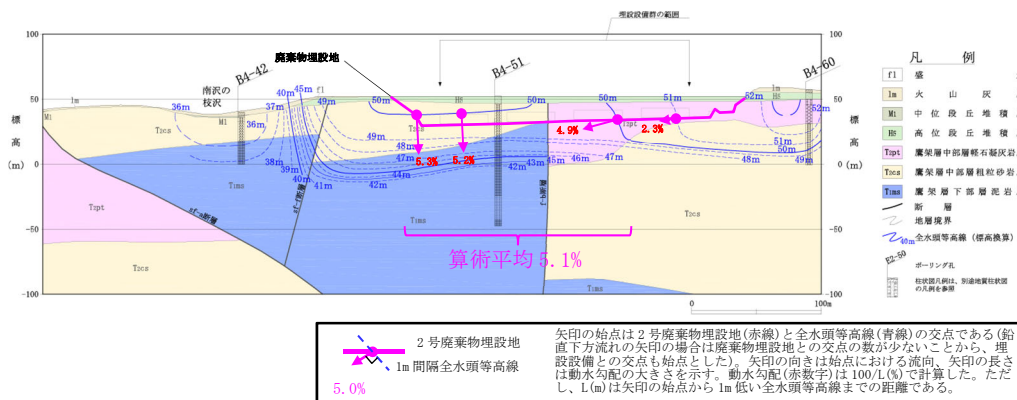 埋設設備群の範囲
廃棄物埋設地
南沢の
枝沢
B4-42
B4-51
B4-60
標
高
(m)
100
50
0
-50
-100
標
高
(m)
100
50
0
-50
-100
lm
36m
37m
40m
45m
49m
fl
50m
H5
50m
50m
51m
52m
lm
52m
M1
M1
36m
T2cs
T2cs
T2pt
4.9%
2.3%
49m
48m
47m
44m
42m
5.3%
5.2%
38m
39m
40m
41m
42m
43m
45m
46m
47m
48m
49m
50m
51m
T1ms
T1ms
T2cs
T2pt
T2cs
T1ms
sf-a断層
算術平均 5.1%
0
100m
凡 例
fl 盛
lm 火 山 灰
M1 中 位 段 丘 堆 積
H5 高 位 段 丘 堆 積
T2pt 鷹架層中部層軽石凝灰岩
T2cs 鷹架層中部層粗粒砂岩
T1ms 鷹架層下部層泥岩
断 層
地層境界
40m 全水頭等高線 (標高換算)
E2-50 ボーリング孔
柱状図凡例は、別途地質柱状図
の凡例を参照
2号廃棄物埋設地
1m 間隔全水頭等高線
5.0%
矢印の始点は2号廃棄物埋設地(赤線)と全水頭等高線(青線)の交点である(鉛
直下方流れの矢印の場合は廃棄物埋設地との交点の数が少ないことから、埋
設設備との交点も始点とした)。矢印の向きは始点における流向、矢印の長さ
は動水勾配の大きさを示す。動水勾配(赤数字)は 100/L(%)で計算した。ただ
し、L(m)は矢印の始点から 1m 低い全水頭等高線までの距離である。